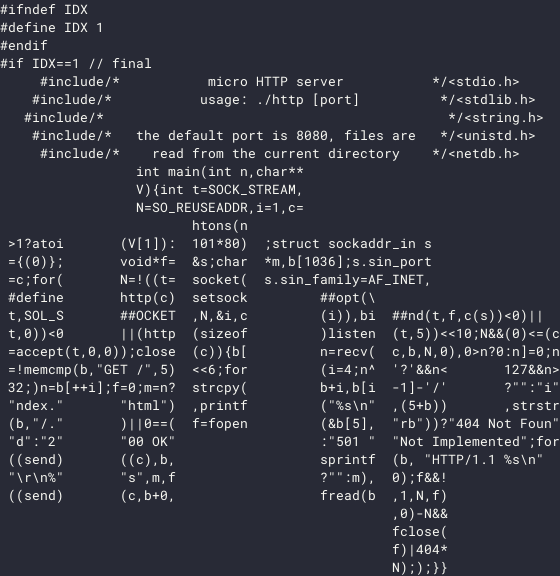 #ifndef IDX
#define IDX 1
#endif
#if IDX==1 // final
     #include/*           micro HTTP server           */<stdio.h>
    #include/*           usage: ./http [port]          */<stdlib.h>
   #include/*                                           */<string.h>
    #include/*  the default port is 8080, files are   */<unistd.h>
     #include/*    read from the current directory    */<netdb.h>
                 int main(int n,char**
                 V){int t=SOCK_STREAM,
                 N=SO_REUSEADDR,i=1,c=
                        htons(n
 >1?atoi       (V[1]):  101*80)  ;struct sockaddr_in s
 ={(0)};       void*f=  &s;char  *m,b[1036];s.sin_port
 =c;for(       N=!((t=  socket(  s.sin_family=AF_INET,
 #define       http(c)  setsock         ##opt(\
 t,SOL_S       ##OCKET  ,N,&i,c         (i)),bi  ##nd(t,f,c(s))<0)||
 t,0))<0       ||(http  (sizeof         )listen  (t,5))<<10;N&&(0)<=(c
 =accept(t,0,0));close  (c)){b[         n=recv(  c,b,N,0),0>n?0:n]=0;n
 =!memcmp(b,"GET /",5)  <<6;for         (i=4;n^  '?'&&n<       127&&n>
 32;)n=b[++i];f=0;m=n?  strcpy(         b+i,b[i  -1]-'/'       ?"":"i"
 "ndex."       "html")  ,printf         ("%s\n"  ,(5+b))       ,strstr
 (b,"/."       )||0==(  f=fopen         (&b[5],  "rb"))?"404 Not Foun"
 "d":"2"       "00 OK"                  :"501 "  "Not Implemented";for
 ((send)       ((c),b,                  sprintf  (b, "HTTP/1.1 %s\n"
 "\r\n%"       "s",m,f                  ?"":m),  0);f&&!
 ((send)       (c,b+0,                  fread(b  ,1,N,f)
                                                 ,0)-N&&
                                                 fclose(
                                                 f)|404*
                                                 N););}}